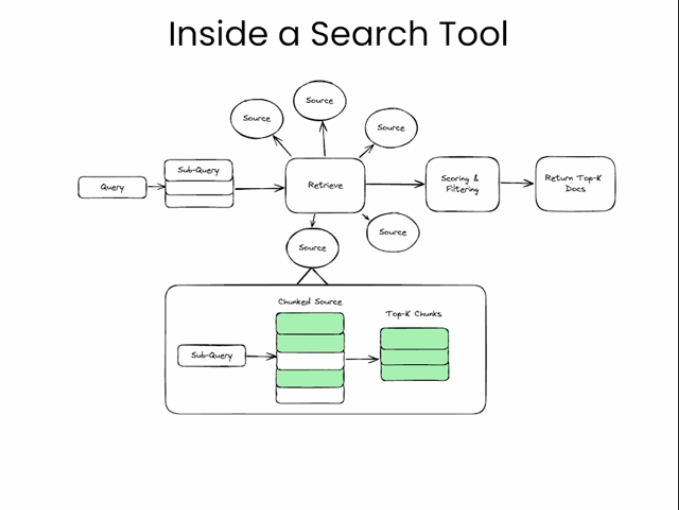 Inside a Search Tool
Source
Source
Source
Query
Sub-Query
Retrieve
Scoring &
Filtering
Return Top-K
Docs
Source
Source
Chunked Source
Top-K Chunks
Sub-Query